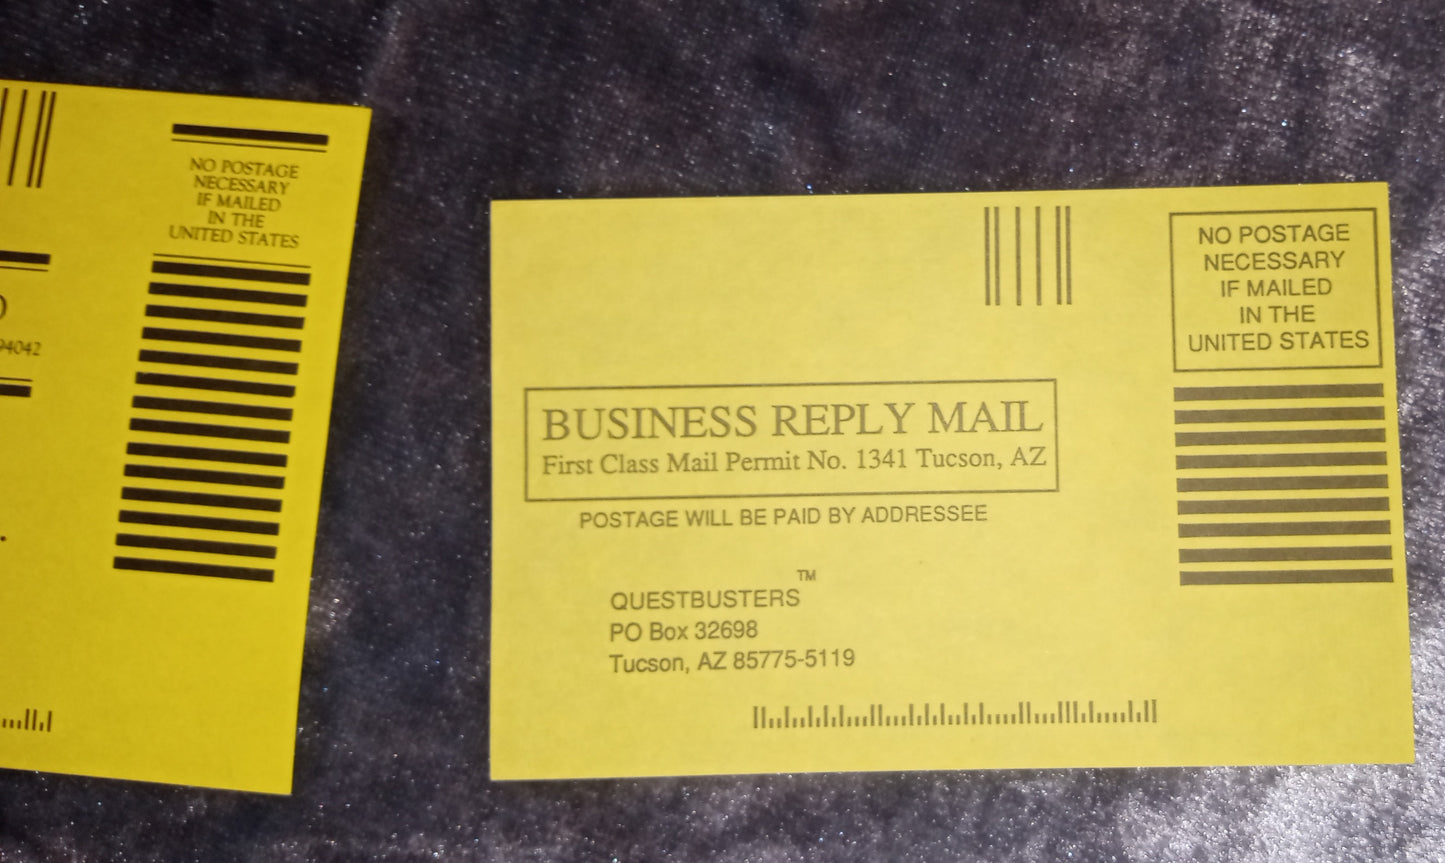 NO POSTAGE
NECESSARY
IF MAILED
IN THE
UNITED STATES
94042
NO POSTAGE
NECESSARY
IF MAILED
IN THE
UNITED STATES
BUSINESS REPLY MAIL
First Class Mail Permit No. 1341 Tucson, AZ
POSTAGE WILL BE PAID BY ADDRESSEE
QUESTBUSTERS™
PO Box 32698
Tucson, AZ 85775-5119